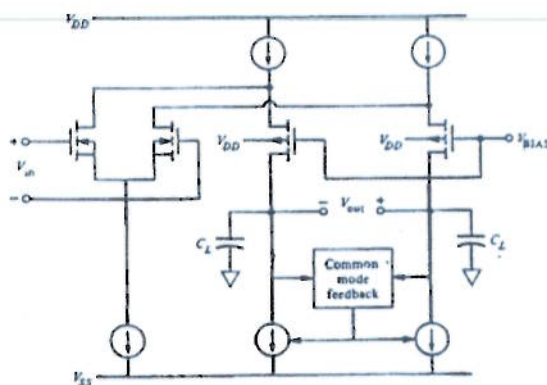 V_DD
+
V_in
−
V_DD
V_DD
V_BIAS
− V_out +
C_L
C_L
Common
mode
feedback
V_SS